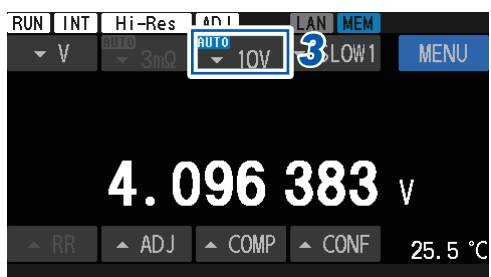 RUN INT Hi-Res ADJ LAN MEM
V AUTO 3mΩ AUTO 10V 3 SLOW1 MENU
4.096 383 V
RR ADJ COMP CONF 25.5 °C